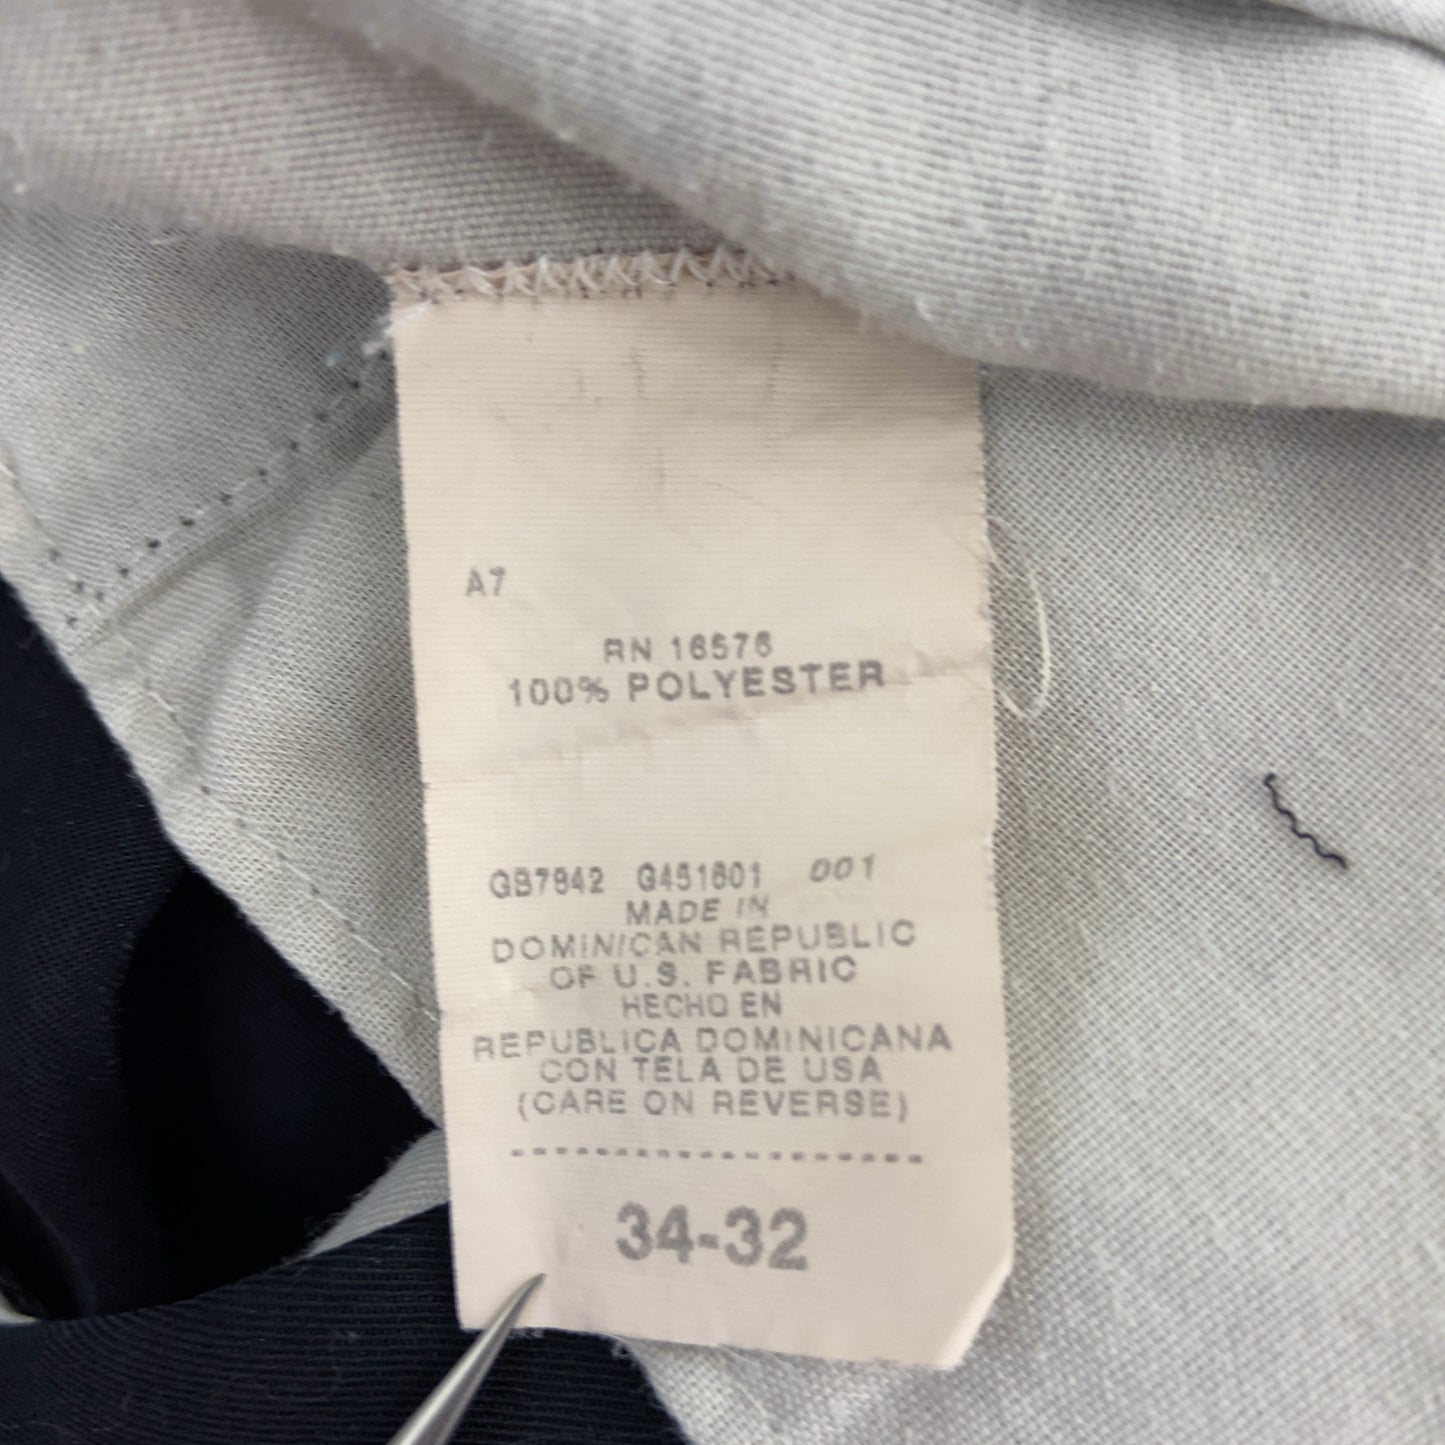 A7
RN 16576
100% POLYESTER
GB7842 G451601 001
MADE IN
DOMINICAN REPUBLIC
OF U.S. FABRIC
HECHO EN
REPUBLICA DOMINICANA
CON TELA DE USA
(CARE ON REVERSE)
34-32